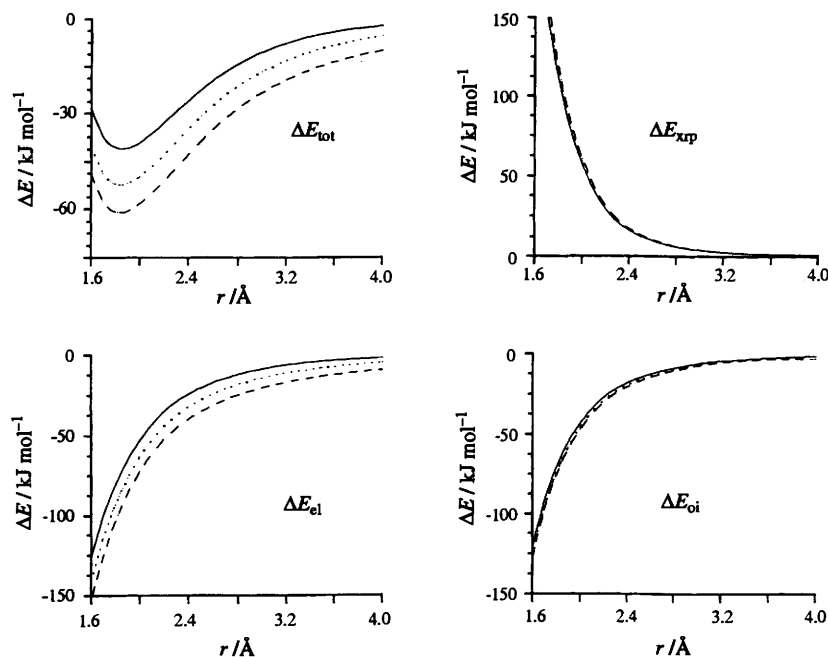 0
-30
-60
ΔE / kJ mol⁻¹
ΔE_tot
1.6 2.4 3.2 4.0
r /Å
150
100
50
0
ΔE / kJ mol⁻¹
ΔE_xrp
1.6 2.4 3.2 4.0
r /Å
0
-50
-100
-150
ΔE / kJ mol⁻¹
ΔE_el
1.6 2.4 3.2 4.0
r /Å
0
-50
-100
-150
ΔE / kJ mol⁻¹
ΔE_oi
1.6 2.4 3.2 4.0
r /Å